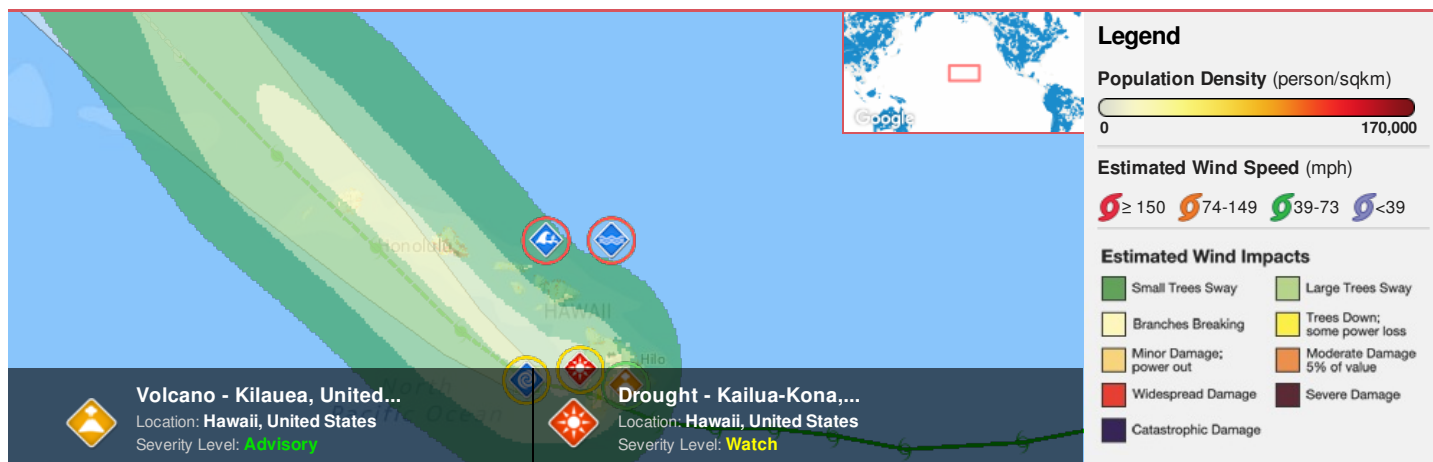 Honolulu
HAWAII
Hilo
North
Pacific Ocean
Google
Volcano - Kilauea, United...
Location: Hawaii, United States
Severity Level: Advisory
Drought - Kailua-Kona,...
Location: Hawaii, United States
Severity Level: Watch
Legend
Population Density (person/sqkm)
0 170,000
Estimated Wind Speed (mph)
≥ 150 74-149 39-73 <39
Estimated Wind Impacts
Small Trees Sway
Large Trees Sway
Branches Breaking
Trees Down;
some power loss
Minor Damage;
power out
Moderate Damage
5% of value
Widespread Damage
Severe Damage
Catastrophic Damage